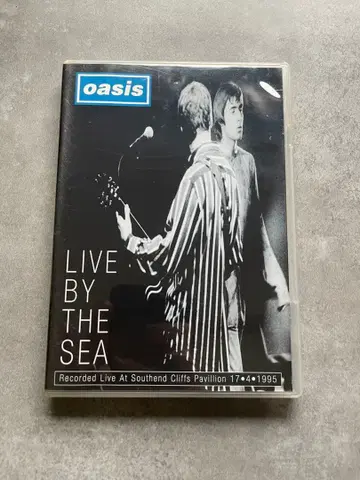 oasis
LIVE
BY
THE
SEA
Recorded Live At Southend Cliffs Pavillion 17•4•1995